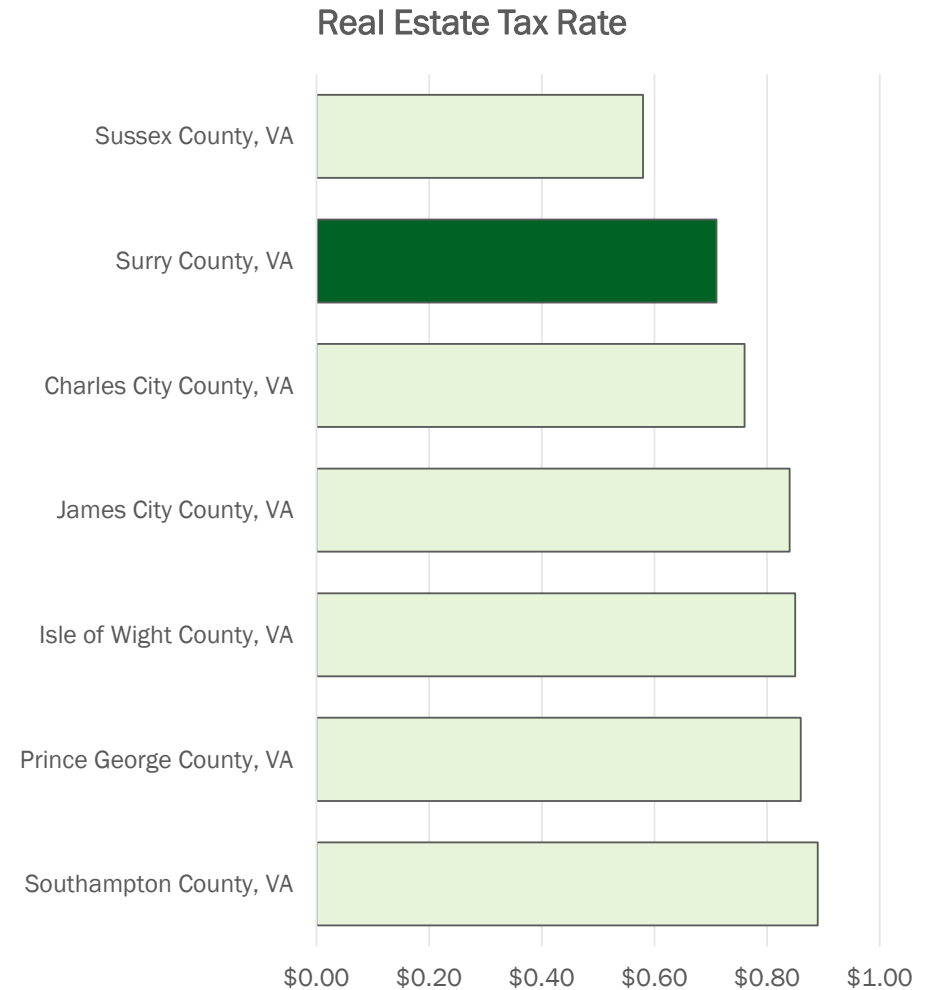 Real Estate Tax Rate
Sussex County, VA
Surry County, VA
Charles City County, VA
James City County, VA
Isle of Wight County, VA
Prince George County, VA
Southampton County, VA
$0.00 $0.20 $0.40 $0.60 $0.80 $1.00